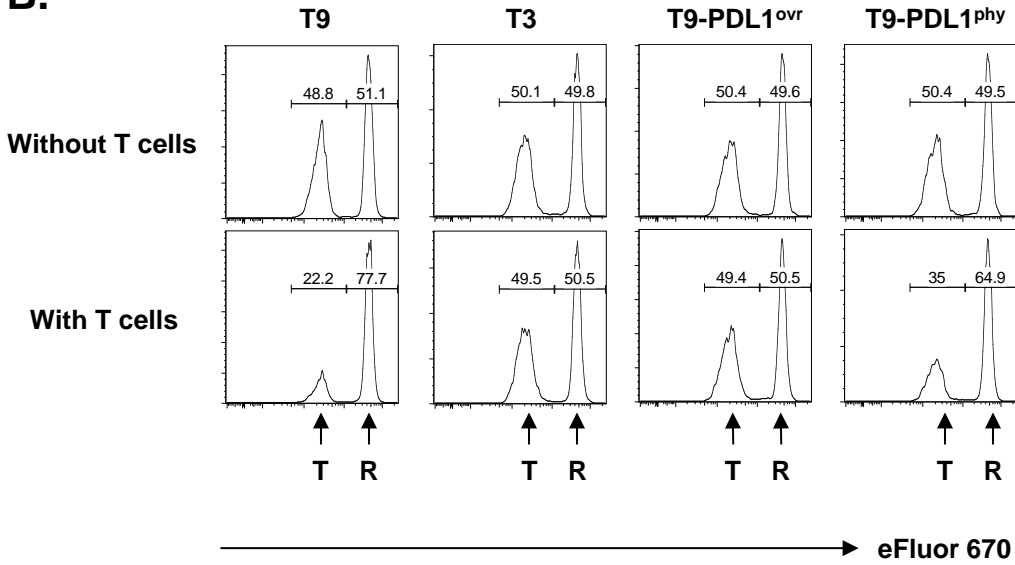 B.
T9 T3 T9-PDL1ovr T9-PDL1phy
48.8 51.1 50.1 49.8 50.4 49.6 50.4 49.5
Without T cells
22.2 77.7 49.5 50.5 49.4 50.5 35 64.9
With T cells
T R T R T R T R
eFluor 670